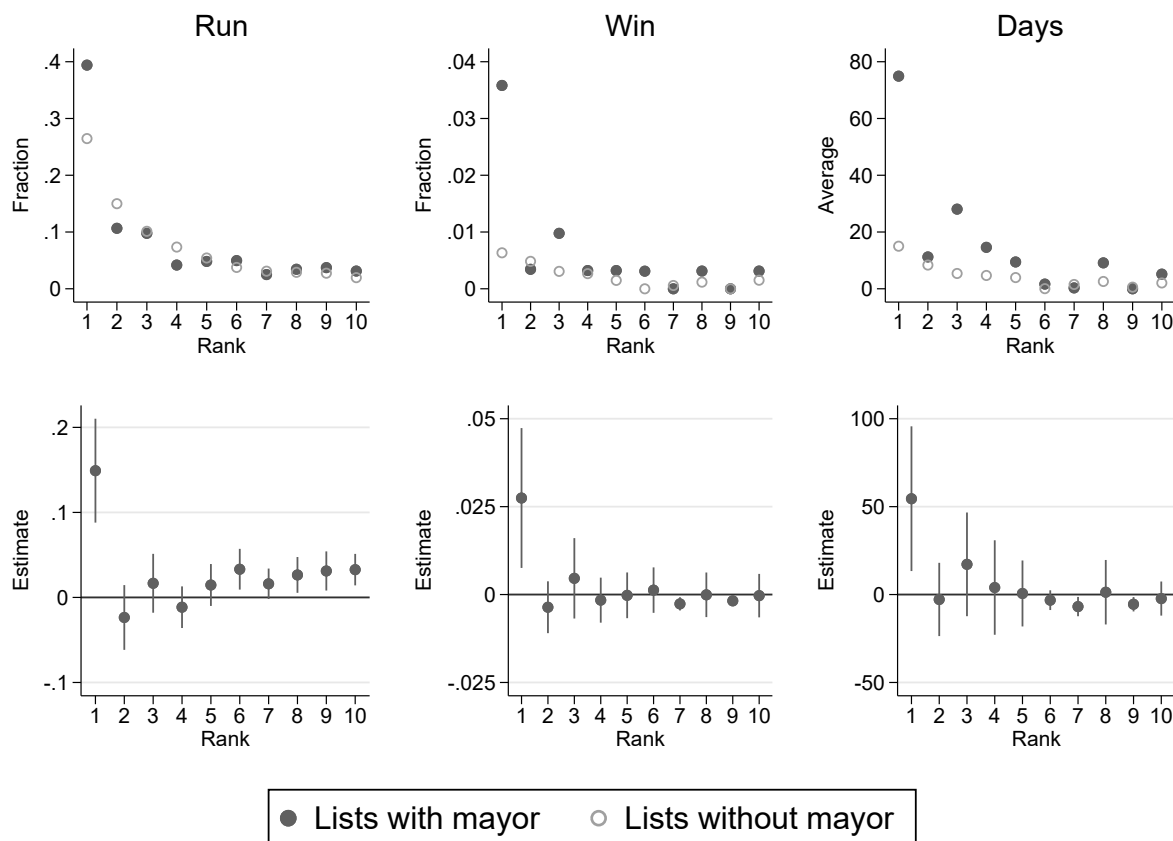 Run
.4
.3
.2
.1
0
Fraction
1 2 3 4 5 6 7 8 9 10
Rank
Win
.04
.03
.02
.01
0
Fraction
1 2 3 4 5 6 7 8 9 10
Rank
Days
80
60
40
20
0
Average
1 2 3 4 5 6 7 8 9 10
Rank
.2
.1
0
-.1
Estimate
1 2 3 4 5 6 7 8 9 10
Rank
.05
.025
0
-.025
Estimate
1 2 3 4 5 6 7 8 9 10
Rank
100
50
0
-50
Estimate
1 2 3 4 5 6 7 8 9 10
Rank
Lists with mayor
Lists without mayor